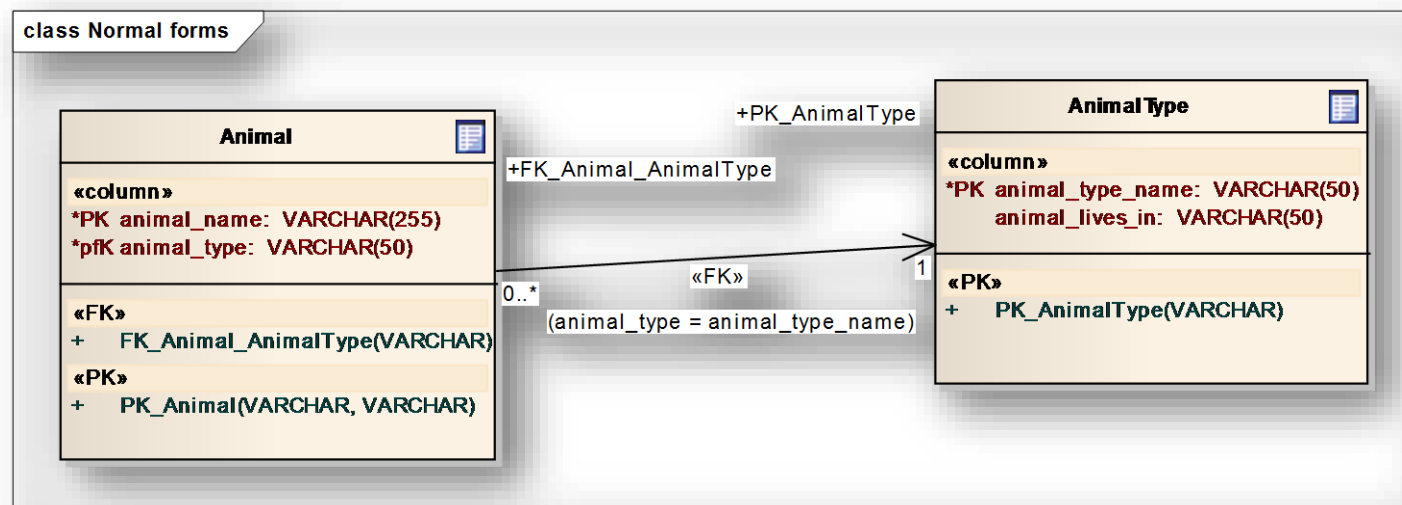 class Normal forms
Animal
«column»
*PK animal_name: VARCHAR(255)
*pfK animal_type: VARCHAR(50)
«FK»
+ FK_Animal_AnimalType(VARCHAR)
«PK»
+ PK_Animal(VARCHAR, VARCHAR)
+PK_AnimalType
+FK_Animal_AnimalType
0..*
«FK»
1
(animal_type = animal_type_name)
AnimalType
«column»
*PK animal_type_name: VARCHAR(50)
animal_lives_in: VARCHAR(50)
«PK»
+ PK_AnimalType(VARCHAR)